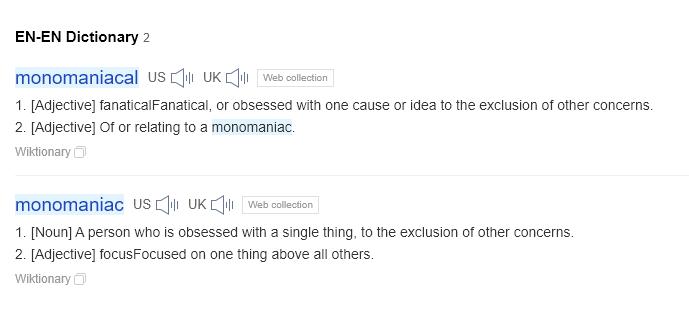 EN-EN Dictionary 2
monomaniacal US UK Web collection
1. [Adjective] fanaticalFanatical, or obsessed with one cause or idea to the exclusion of other concerns.
2. [Adjective] Of or relating to a monomaniac.
Wiktionary
monomaniac US UK Web collection
1. [Noun] A person who is obsessed with a single thing, to the exclusion of other concerns.
2. [Adjective] focusFocused on one thing above all others.
Wiktionary